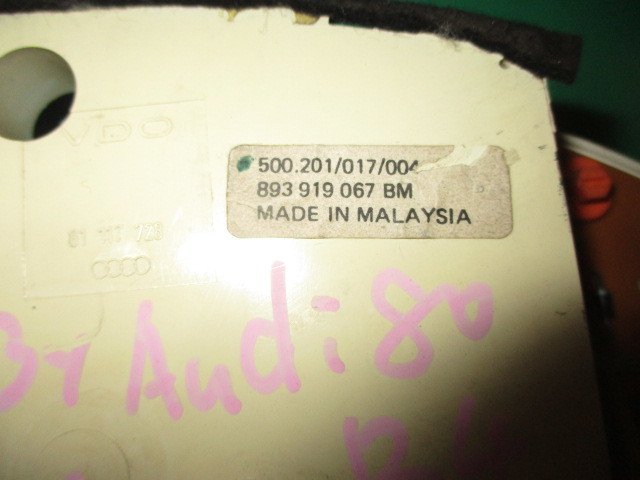 VDO
500.201/017/004
893 919 067 BM
MADE IN MALAYSIA
Audi 80